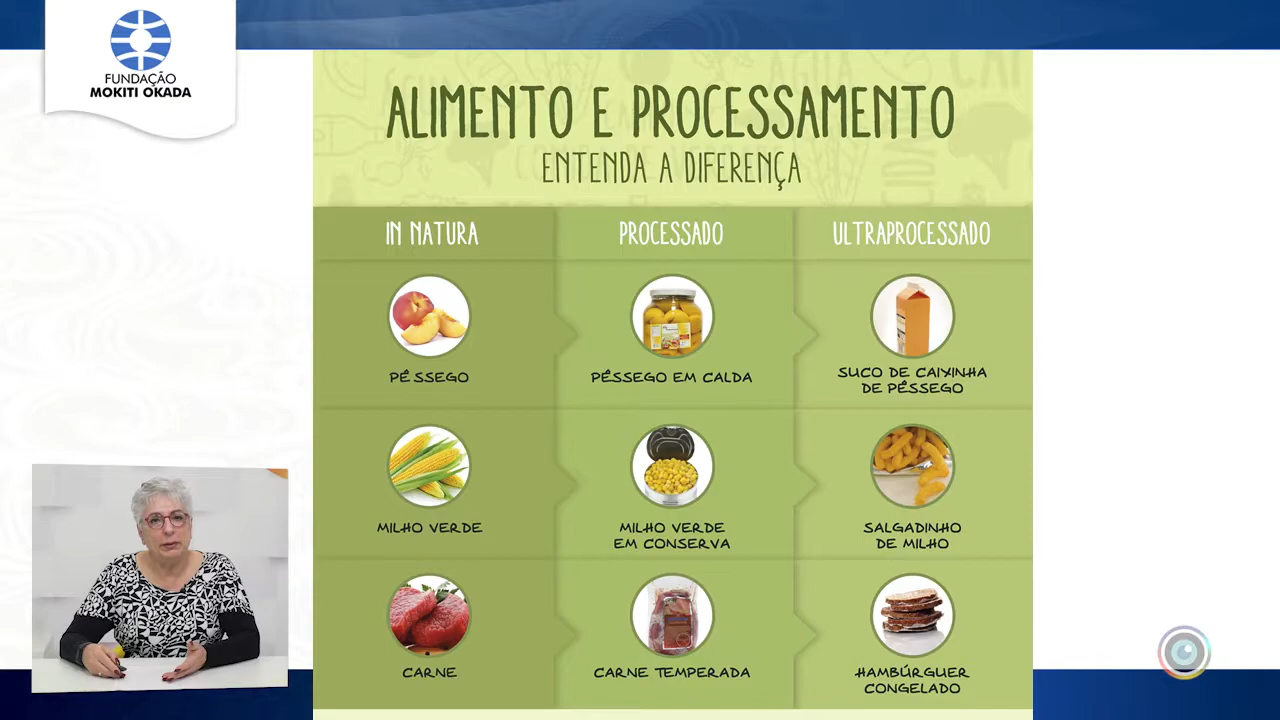 FUNDAÇÃO
MOKITI OKADA
ALIMENTO E PROCESSAMENTO
ENTENDA A DIFERENÇA
IN NATURA
PROCESSADO
ULTRAPROCESSADO
PÊSSEGO
PÊSSEGO EM CALDA
SUCO DE CAIXINHA
DE PÊSSEGO
MILHO VERDE
MILHO VERDE
EM CONSERVA
SALGADINHO
DE MILHO
CARNE
CARNE TEMPERADA
HAMBÚRGUER
CONGELADO